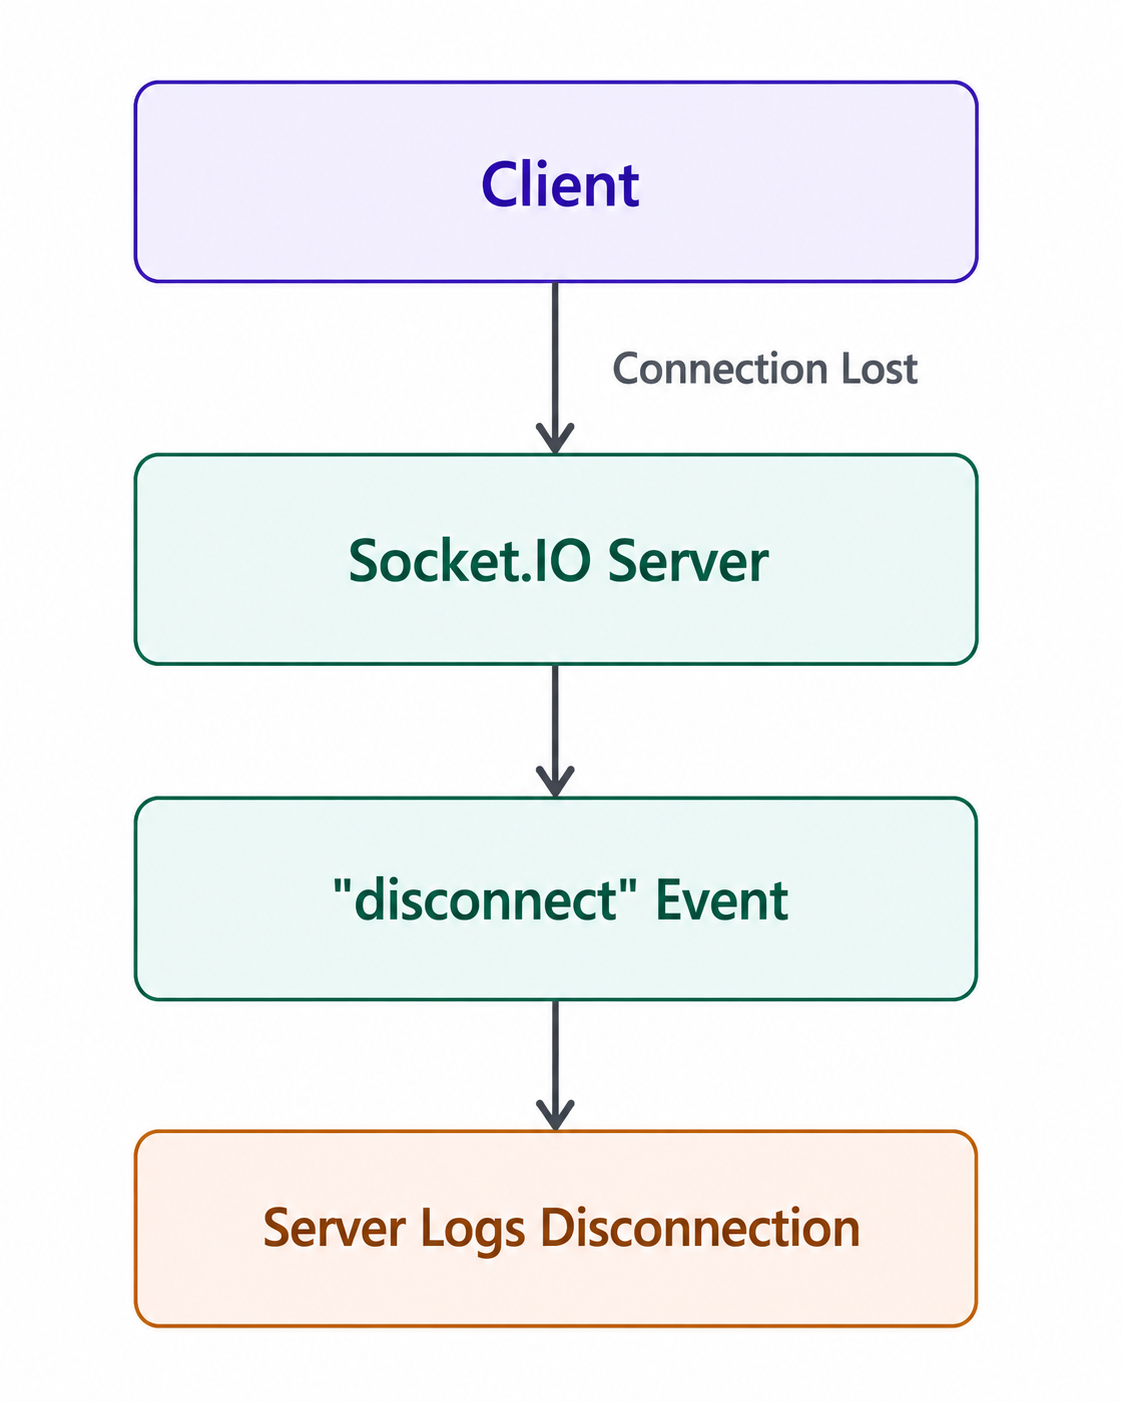 Client
Connection Lost
Socket.IO Server
"disconnect" Event
Server Logs Disconnection